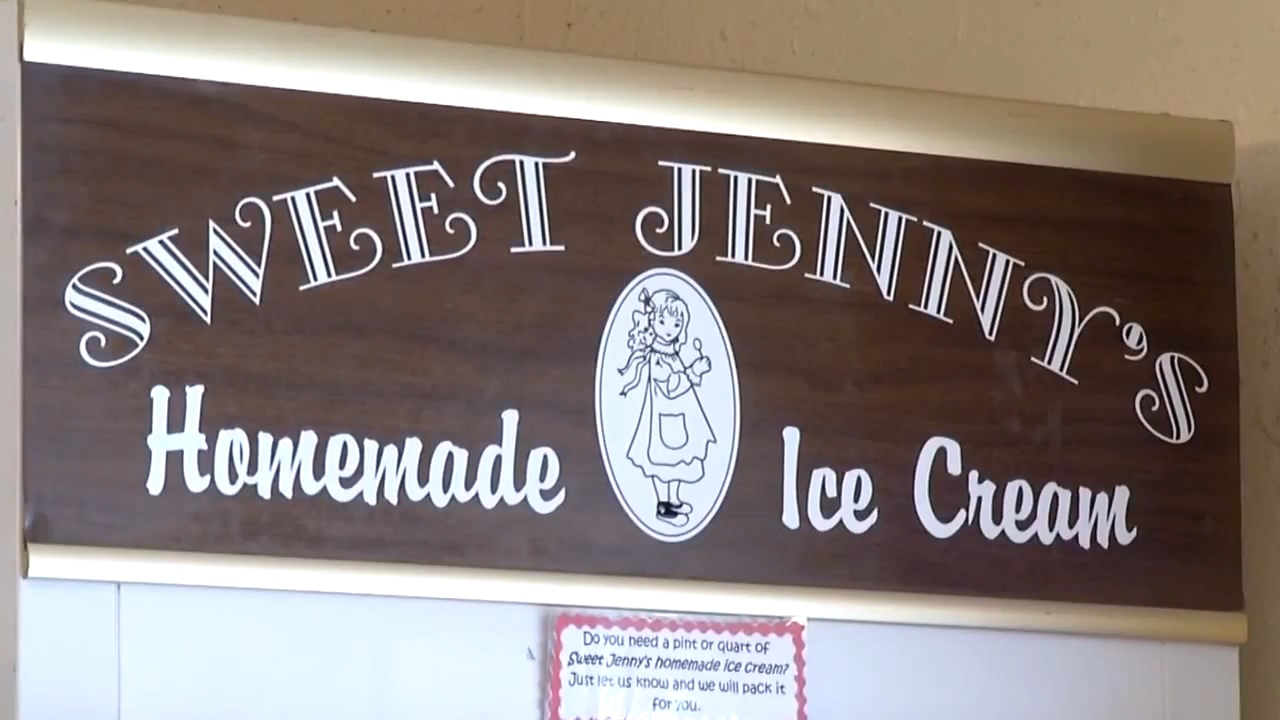 SWEET JENNY'S
Homemade Ice Cream
Do you need a pint or quart of
Sweet Jenny's homemade ice cream?
Just let us know and we will pack it
for you.